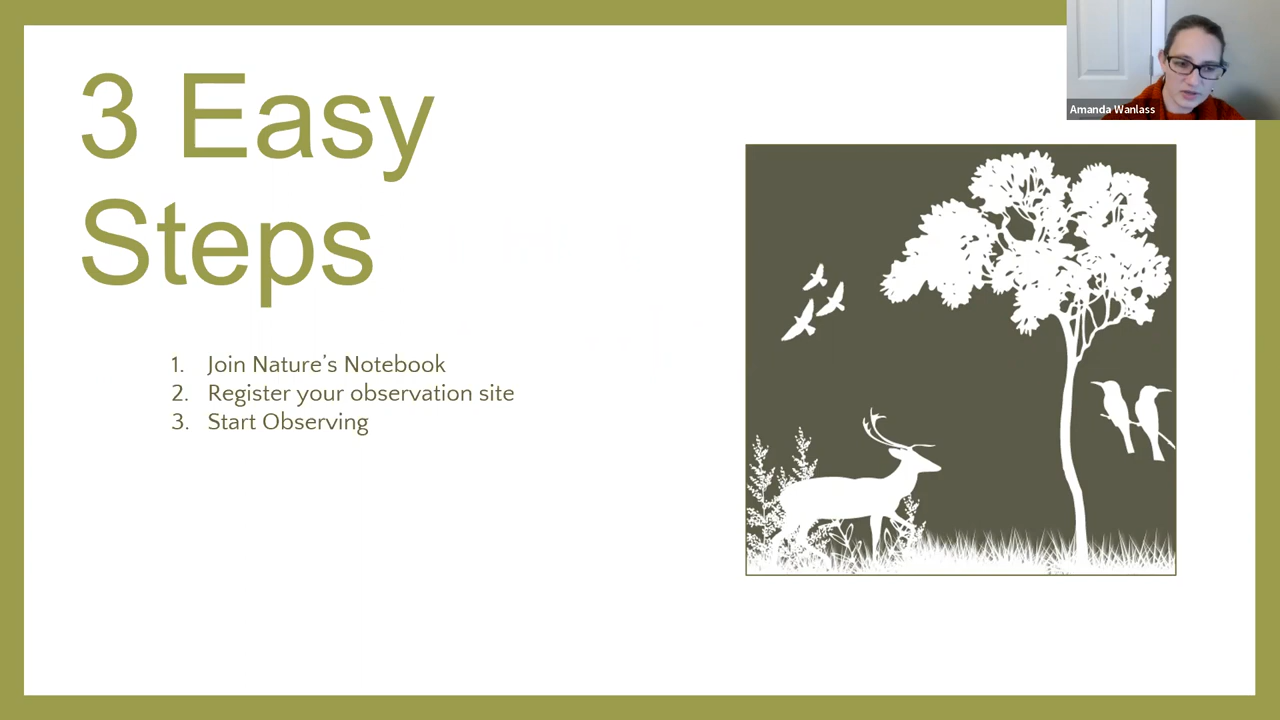 3 Easy
Steps
1. Join Nature's Notebook
2. Register your observation site
3. Start Observing
Amanda Wanlass